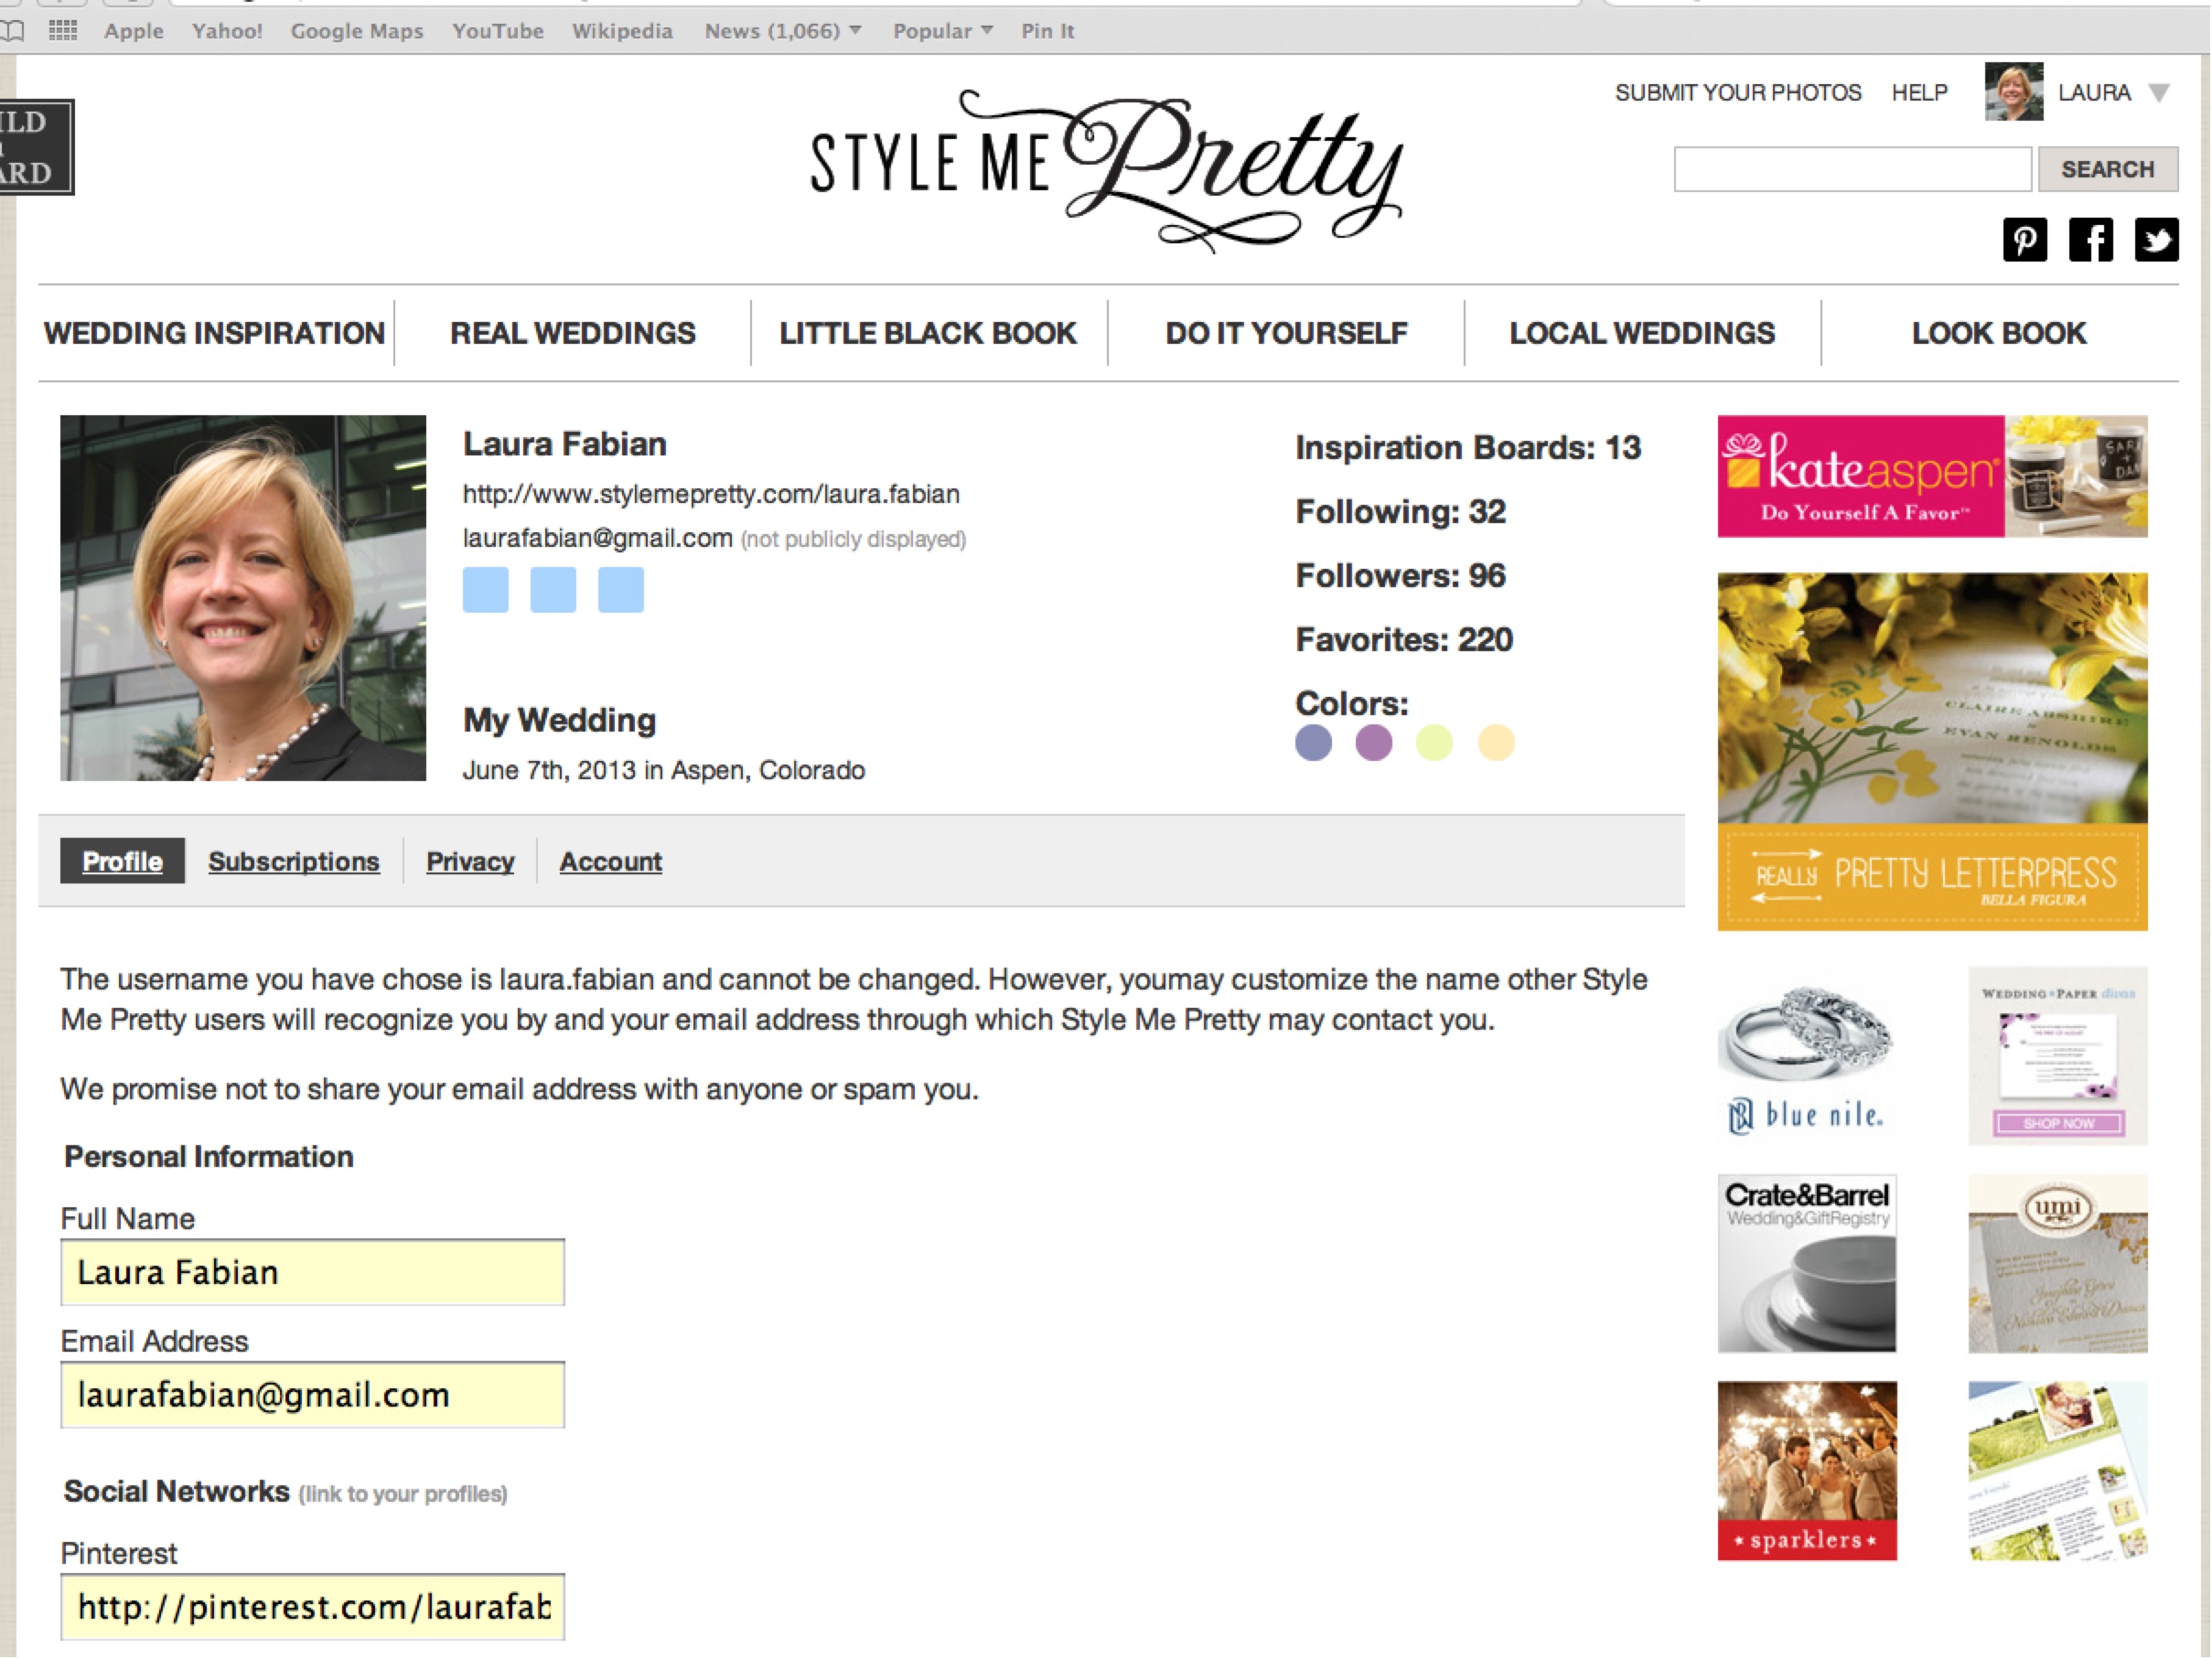 Apple Yahoo! Google Maps YouTube Wikipedia News (1,066) Popular Pin It
SUBMIT YOUR PHOTOS HELP LAURA
STYLE ME Pretty
SEARCH
WEDDING INSPIRATION REAL WEDDINGS LITTLE BLACK BOOK DO IT YOURSELF LOCAL WEDDINGS LOOK BOOK
Laura Fabian
http://www.stylemepretty.com/laura.fabian
laurafabian@gmail.com (not publicly displayed)
My Wedding
June 7th, 2013 in Aspen, Colorado
Inspiration Boards: 13
Following: 32
Followers: 96
Favorites: 220
Colors:
Profile Subscriptions Privacy Account
The username you have chose is laura.fabian and cannot be changed. However, youmay customize the name other Style
Me Pretty users will recognize you by and your email address through which Style Me Pretty may contact you.
We promise not to share your email address with anyone or spam you.
Personal Information
Full Name
Laura Fabian
Email Address
laurafabian@gmail.com
Social Networks (link to your profiles)
Pinterest
http://pinterest.com/laurafab
kateaspen®
Do Yourself A Favor™
CLAIRE ABSHIRE
EVAN RENOLDS
REALLY PRETTY LETTERPRESS
BELLA FIGURA
blue nile.
WEDDING PAPER divas
SHOP NOW
Crate&Barrel
Wedding&GiftRegistry
umi
sparklers